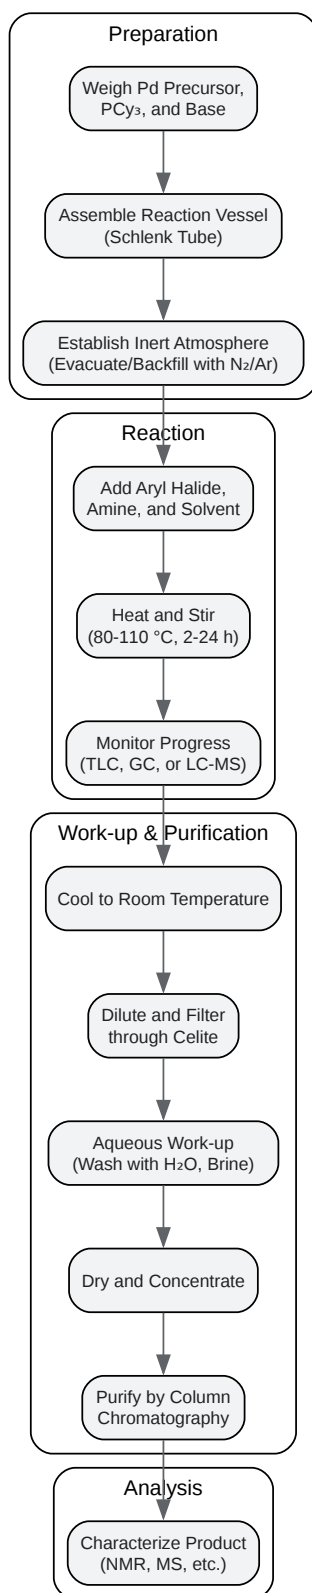 Preparation
Weigh Pd Precursor,
PCy₃, and Base
Assemble Reaction Vessel
(Schlenk Tube)
Establish Inert Atmosphere
(Evacuate/Backfill with N₂/Ar)
Reaction
Add Aryl Halide,
Amine, and Solvent
Heat and Stir
(80-110 °C, 2-24 h)
Monitor Progress
(TLC, GC, or LC-MS)
Work-up & Purification
Cool to Room Temperature
Dilute and Filter
through Celite
Aqueous Work-up
(Wash with H₂O, Brine)
Dry and Concentrate
Purify by Column
Chromatography
Analysis
Characterize Product
(NMR, MS, etc.)